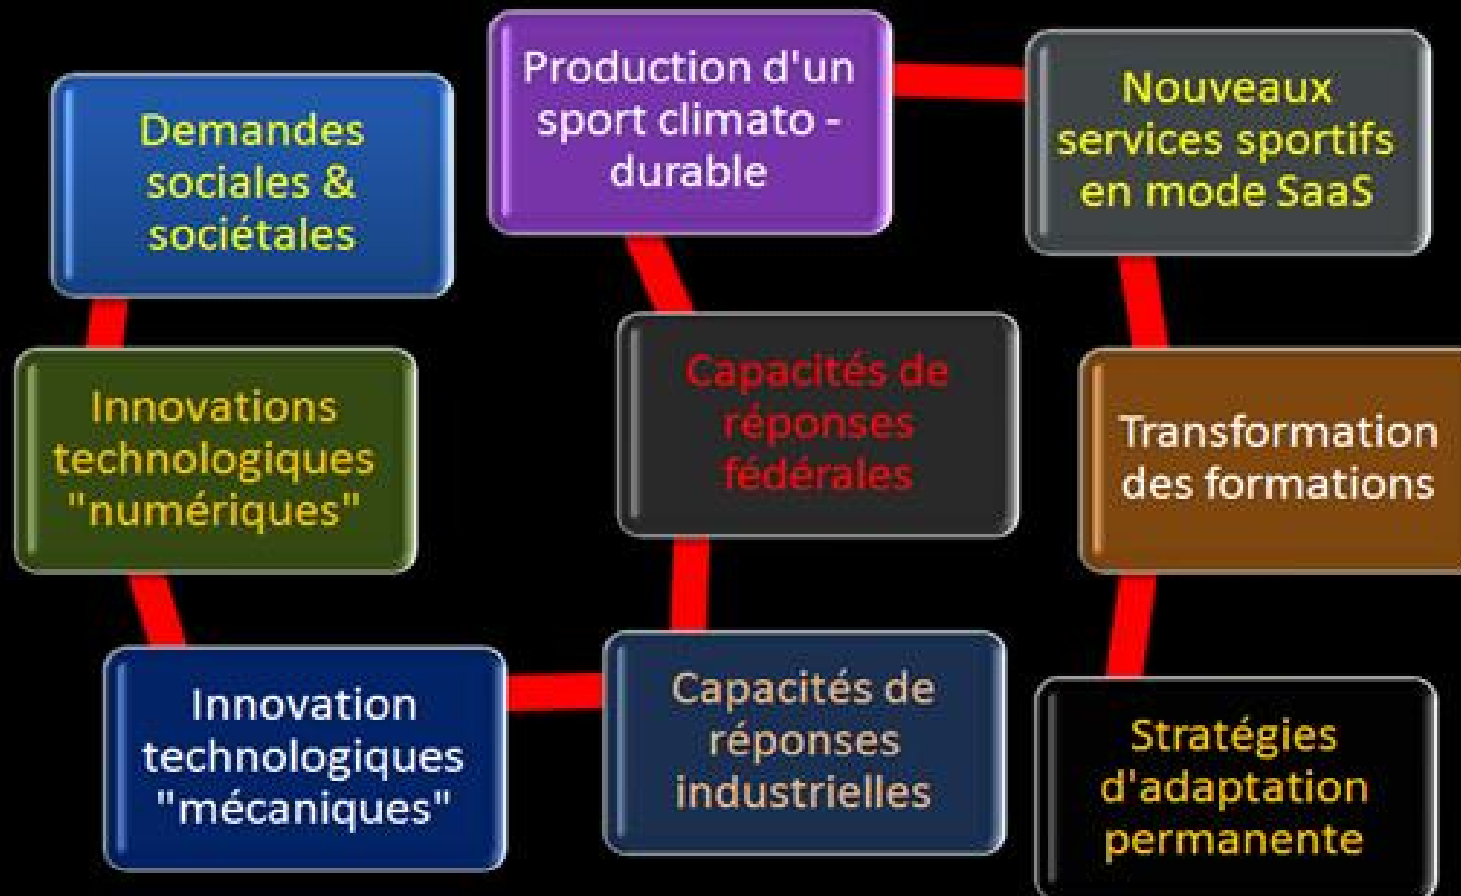 Demandes
sociales &
sociétales
Innovations
technologiques
"numériques"
Innovation
technologiques
"mécaniques"
Capacités de
réponses
industrielles
Capacités de
réponses
fédérales
Production d'un
sport climato -
durable
Nouveaux
services sportifs
en mode SaaS
Transformation
des formations
Stratégies
d'adaptation
permanente